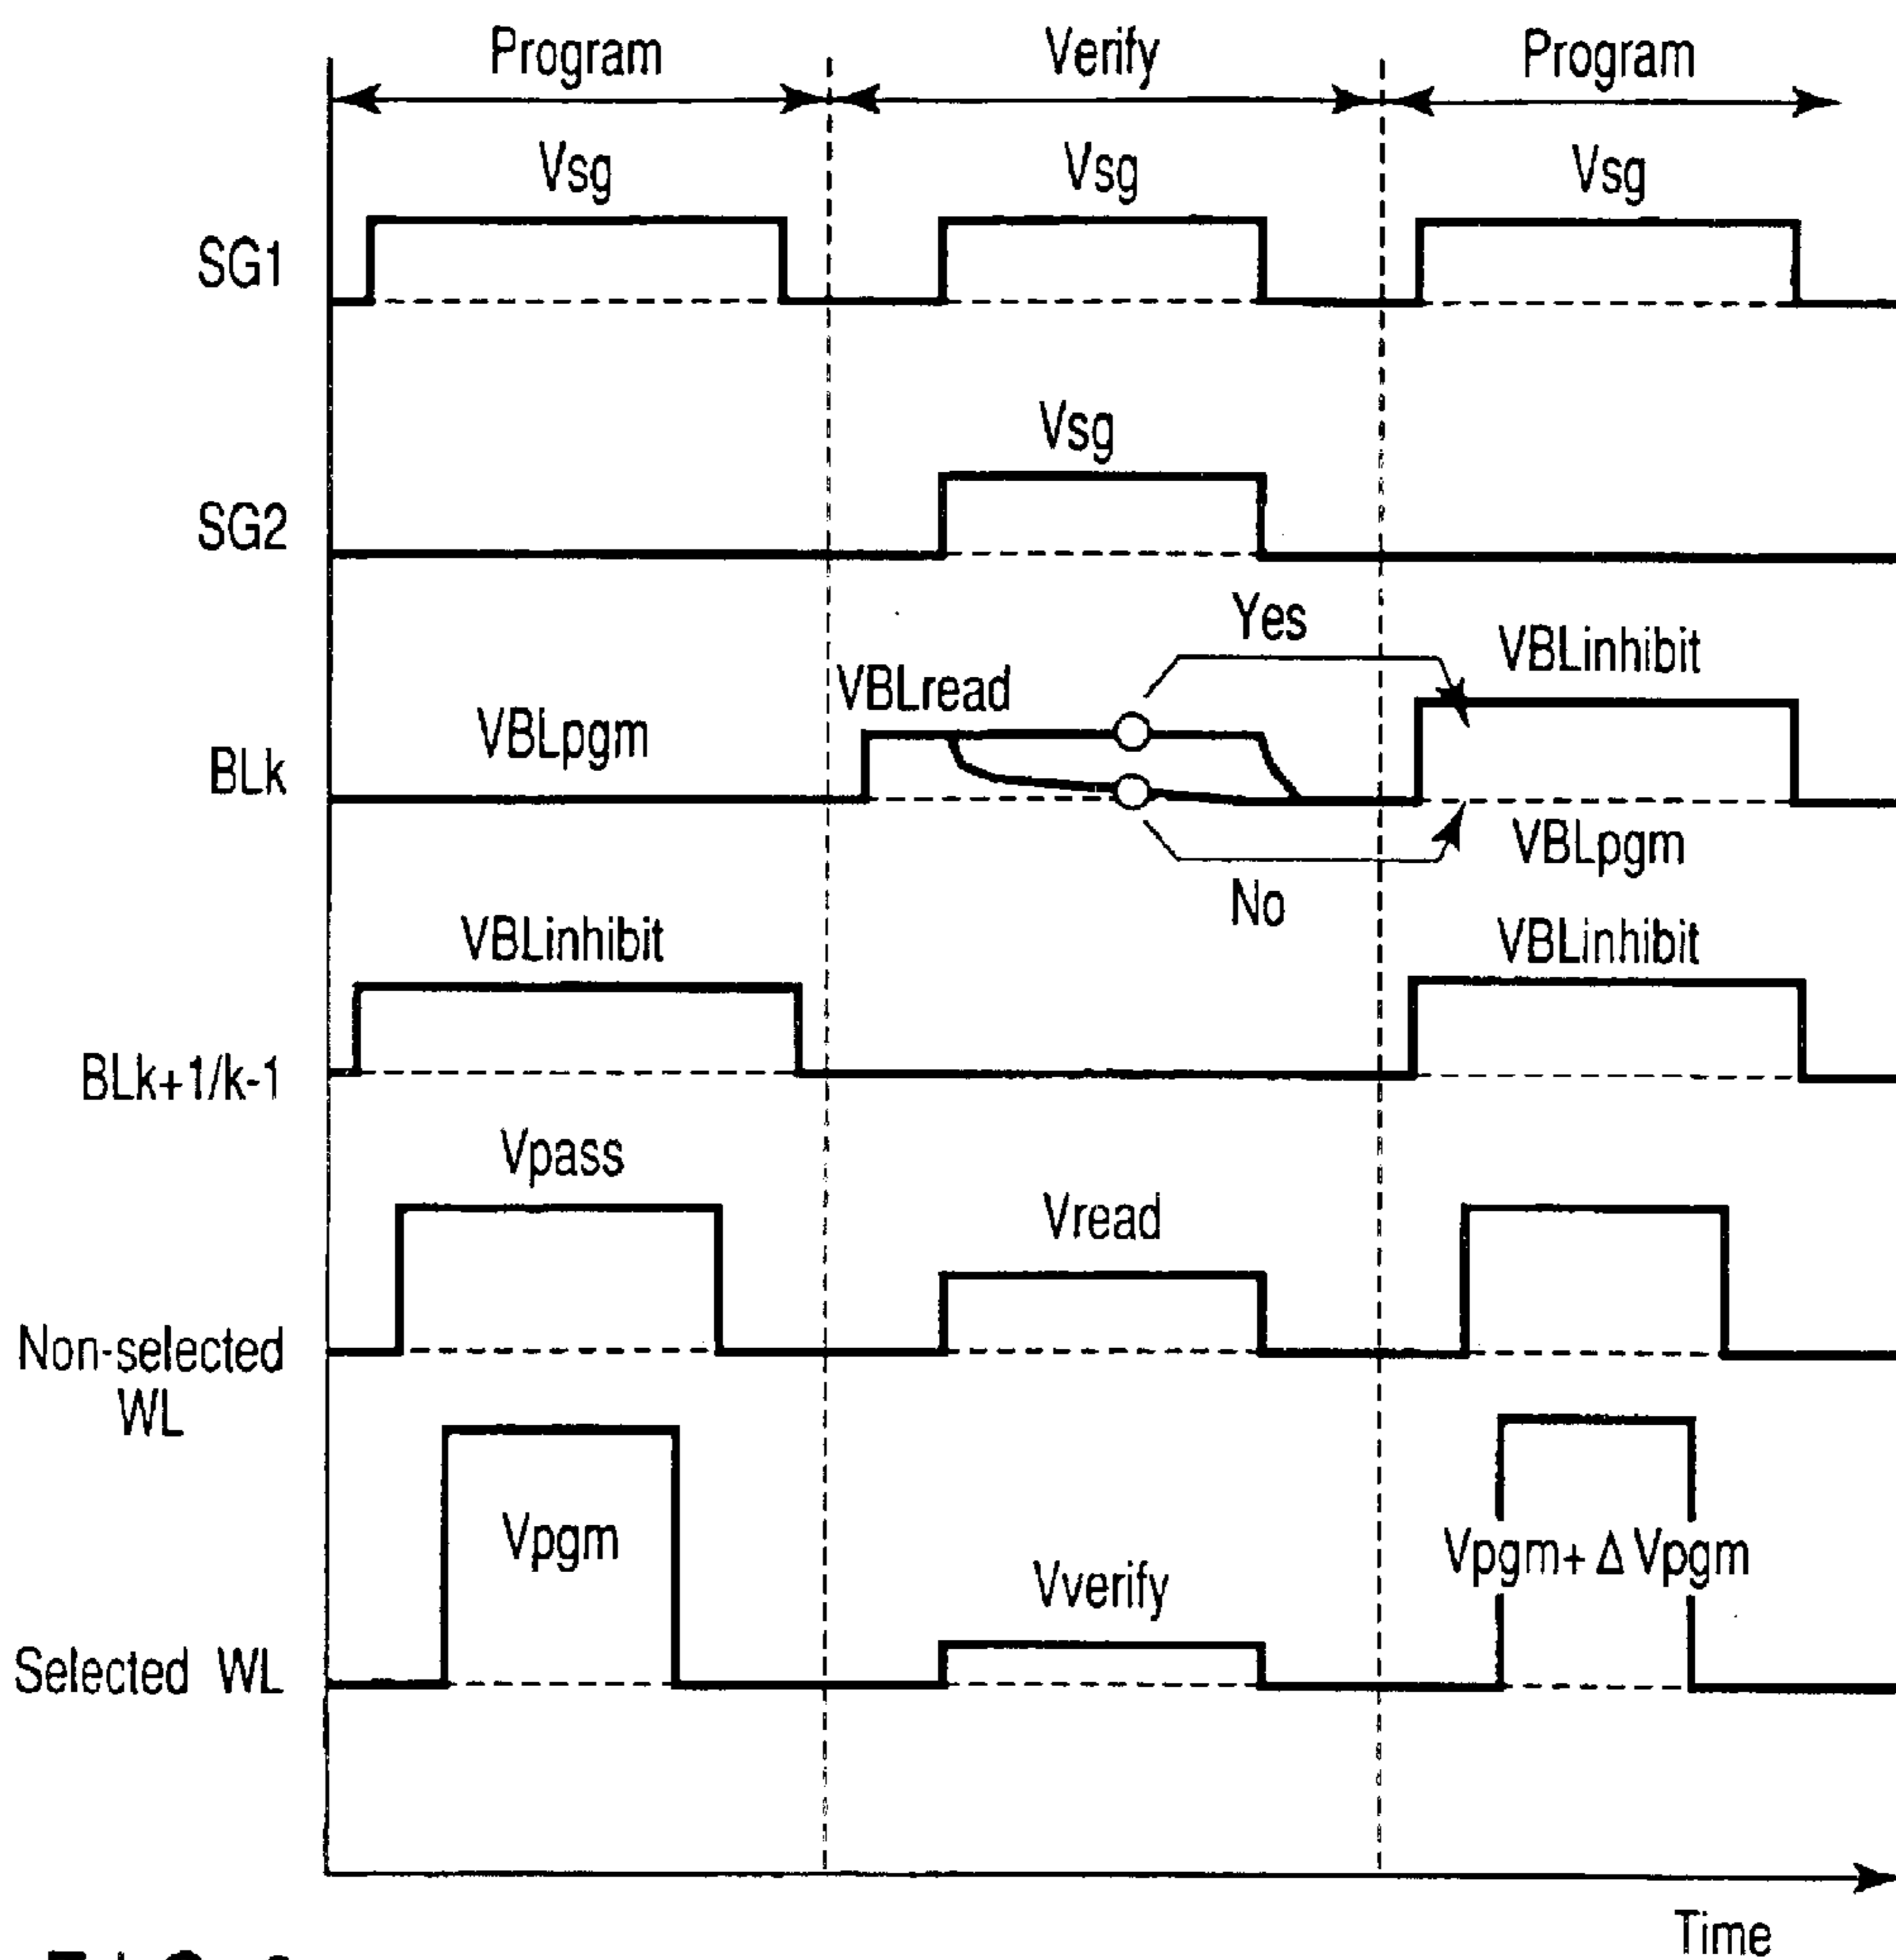 Program Verify Program
Vsg Vsg Vsg
SG1
Vsg
SG2
Yes
VBLinhibit
VBLread
VBLpgm
BLk
VBLpgm
No
VBLinhibit VBLinhibit
BLk+1/k-1
Vpass
Vread
Non-selected
WL
Vpgm
Vpgm+ Δ Vpgm
Vverify
Selected WL
Time